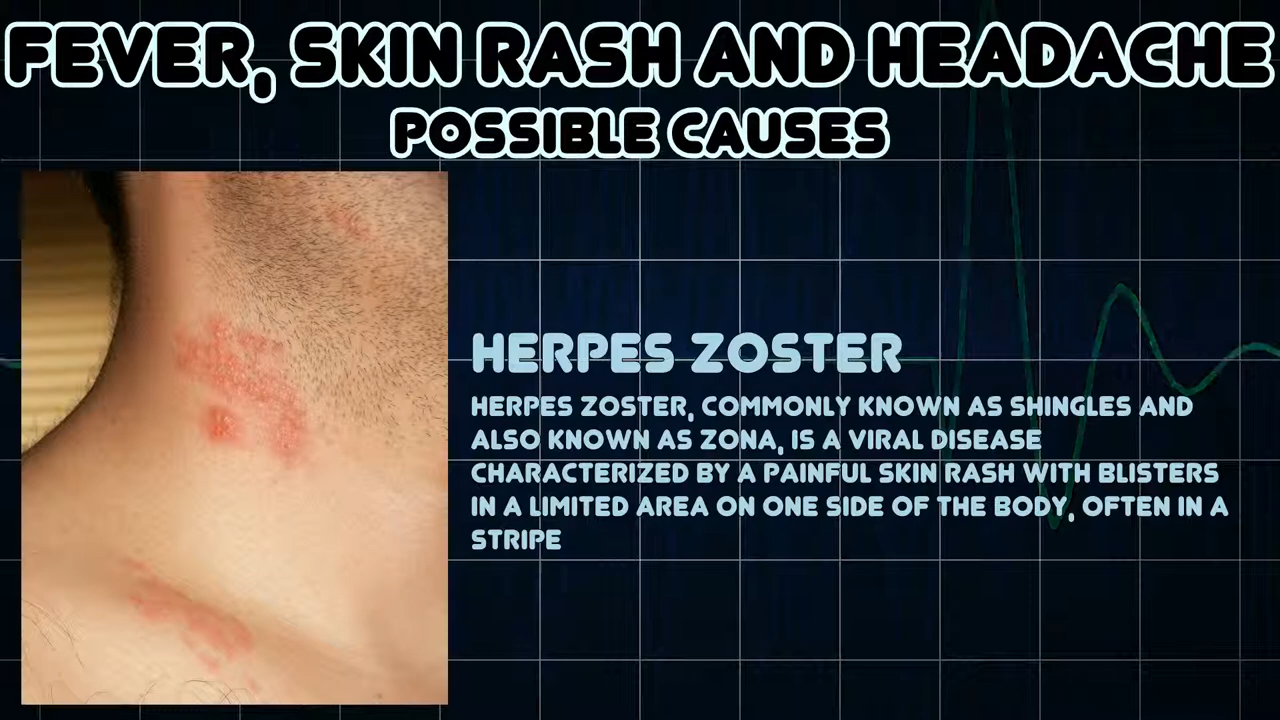 FEVER, SKIN RASH AND HEADACHE
POSSIBLE CAUSES
HERPES ZOSTER
HERPES ZOSTER, COMMONLY KNOWN AS SHINGLES AND
ALSO KNOWN AS ZONA, IS A VIRAL DISEASE
CHARACTERIZED BY A PAINFUL SKIN RASH WITH BLISTERS
IN A LIMITED AREA ON ONE SIDE OF THE BODY, OFTEN IN A
STRIPE